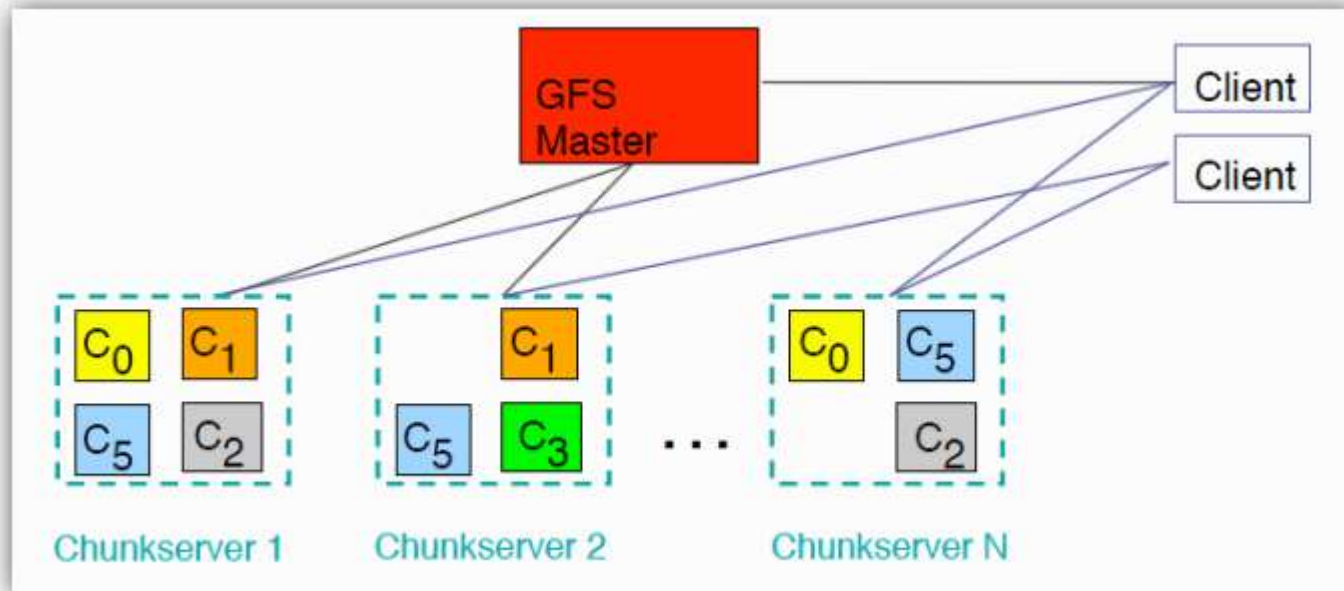 GFS
Master
Client
Client
C0 C1
C5 C2
C1
C5 C3
...
C0 C5
C2
Chunkserver 1
Chunkserver 2
Chunkserver N